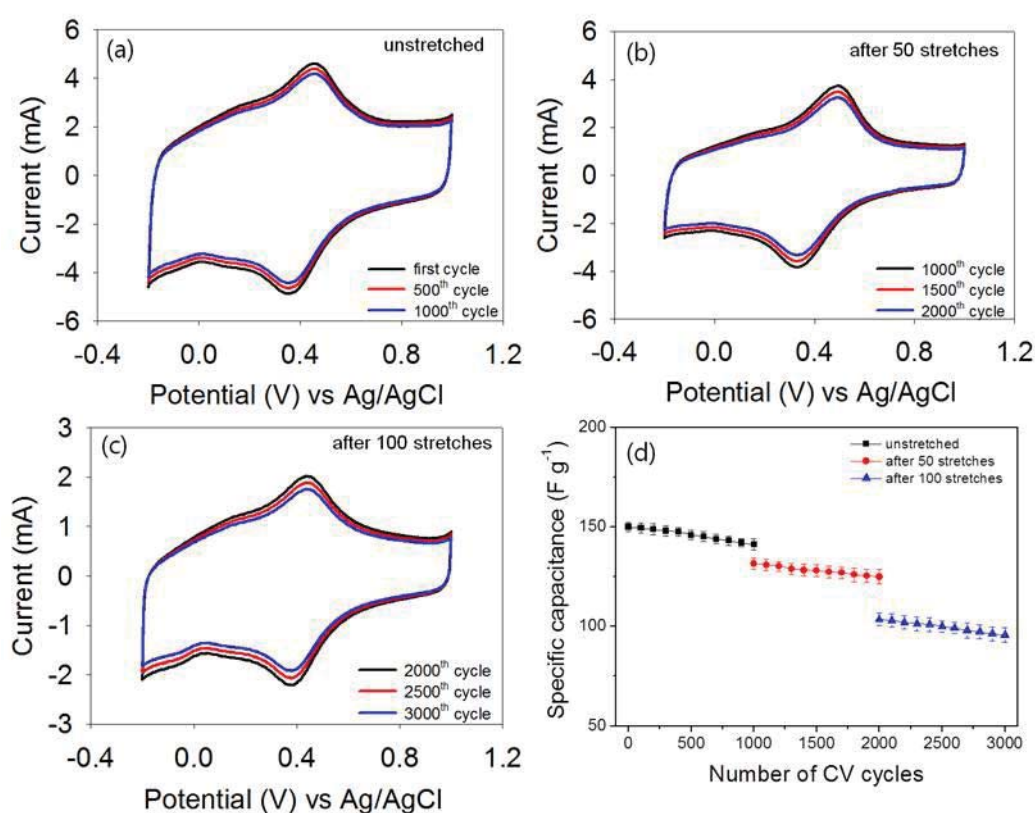 (a)
unstretched
6
4
2
0
-2
-4
-6
Current (mA)
first cycle
500th cycle
1000th cycle
-0.4 0.0 0.4 0.8 1.2
Potential (V) vs Ag/AgCl
(b)
after 50 stretches
6
4
2
0
-2
-4
-6
Current (mA)
1000th cycle
1500th cycle
2000th cycle
-0.4 0.0 0.4 0.8 1.2
Potential (V) vs Ag/AgCl
(c)
after 100 stretches
3
2
1
0
-1
-2
-3
Current (mA)
2000th cycle
2500th cycle
3000th cycle
-0.4 0.0 0.4 0.8 1.2
Potential (V) vs Ag/AgCl
(d)
unstretched
after 50 stretches
after 100 stretches
200
150
100
50
Specific capacitance (F g-1)
0 500 1000 1500 2000 2500 3000
Number of CV cycles